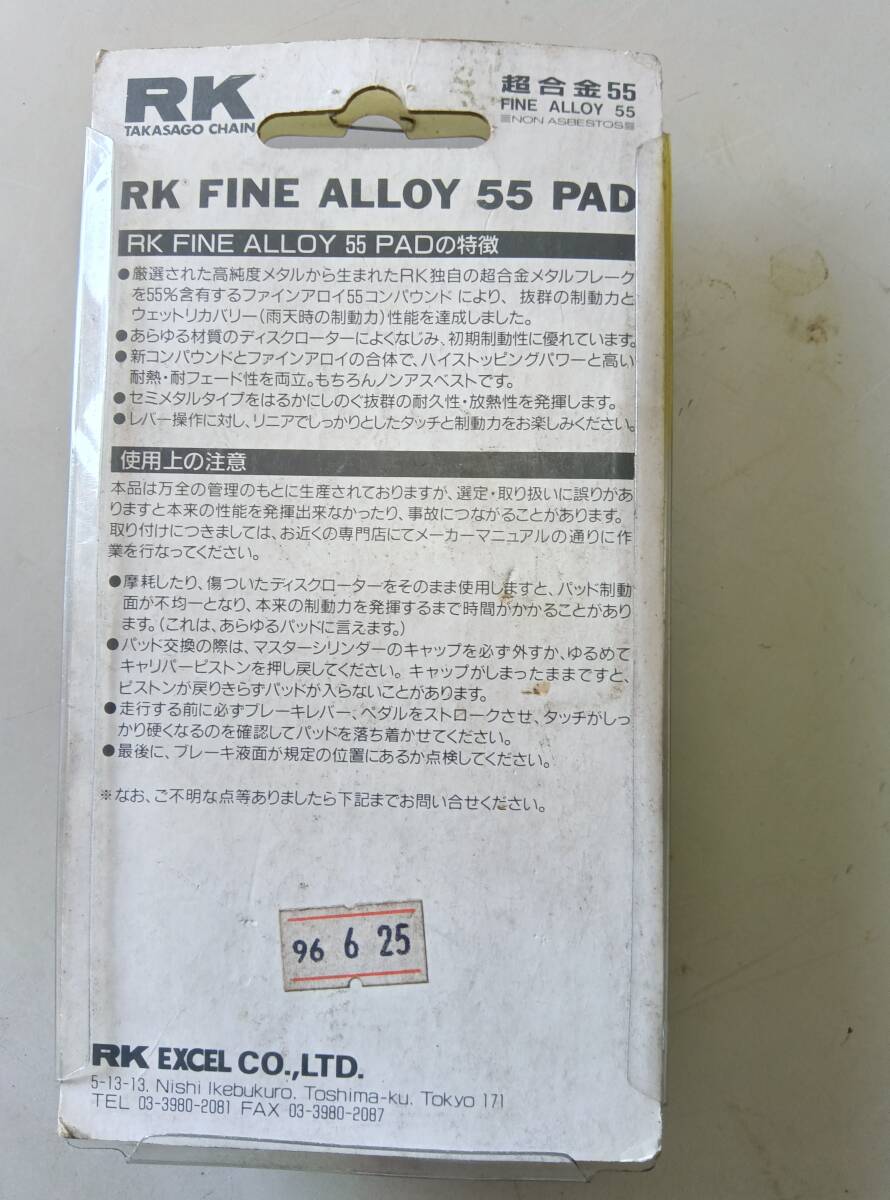 RK
TAKASAGO CHAIN
超合金55
FINE ALLOY 55
NON ASBESTOS
RK FINE ALLOY 55 PAD
RK FINE ALLOY 55 PADの特徴
●厳選された高純度メタルから生まれたRK独自の超合金メタルフレーク
を55%含有するファインアロイ55コンパウンドにより、抜群の制動力と
ウェットリカバリー(雨天時の制動力)性能を達成しました。
●あらゆる材質のディスクローターによくなじみ、初期制動性に優れています。
●新コンパウンドとファインアロイの合体で、ハイストッピングパワーと高い
耐熱・耐フェード性を両立。もちろんノンアスベストです。
●セミメタルタイプをはるかにしのぐ抜群の耐久性・放熱性を発揮します。
●レバー操作に対し、リニアでしっかりとしたタッチと制動力をお楽しみください。
使用上の注意
本品は万全の管理のもとに生産されておりますが、選定・取り扱いに誤りがあ
りますと本来の性能を発揮出来なかったり、事故につながることがあります。
取り付けにつきましては、お近くの専門店にてメーカーマニュアルの通りに作
業を行なってください。
●摩耗したり、傷ついたディスクローターをそのまま使用しますと、パッド制動
面が不均一となり、本来の制動力を発揮するまで時間がかかることがあり
ます。(これは、あらゆるパッドに言えます。)
●パッド交換の際は、マスターシリンダーのキャップを必ず外すか、ゆるめて
キャリパーピストンを押し戻してください。キャップがしまったままですと、
ピストンが戻りきらずパッドが入らないことがあります。
●走行する前に必ずブレーキレバー、ペダルをストロークさせ、タッチがしっ
かり硬くなるのを確認してパッドを落ち着かせてください。
●最後に、ブレーキ液面が規定の位置にあるか点検してください。
※なお、ご不明な点等ありましたら下記までお問い合せください。
96 6 25
RK EXCEL CO.,LTD.
5-13-13, Nishi Ikebukuro, Toshima-ku, Tokyo 171
TEL 03-3980-2081 FAX 03-3980-2087